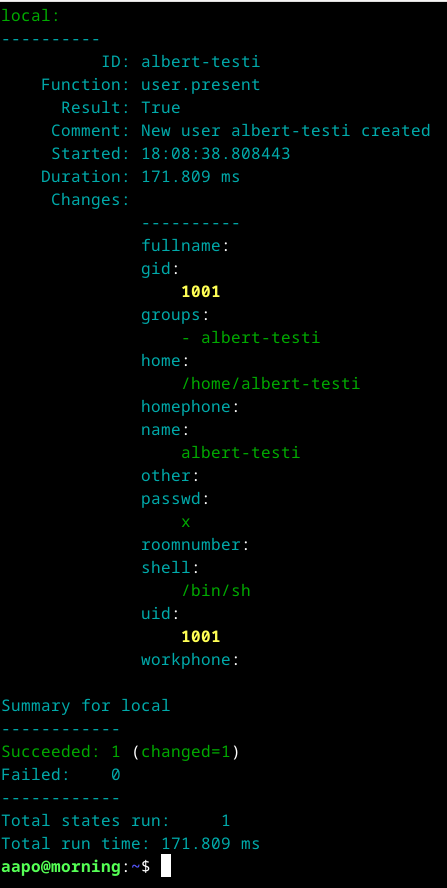 local:
----------
          ID: albert-testi
    Function: user.present
      Result: True
     Comment: New user albert-testi created
     Started: 18:08:38.808443
    Duration: 171.809 ms
     Changes:
              ----------
              fullname:
              gid:
                  1001
              groups:
                  - albert-testi
              home:
                  /home/albert-testi
              homephone:
              name:
                  albert-testi
              other:
              passwd:
                  x
              roomnumber:
              shell:
                  /bin/sh
              uid:
                  1001
              workphone:

Summary for local
------------
Succeeded: 1 (changed=1)
Failed:    0
------------
Total states run:     1
Total run time: 171.809 ms
aapo@morning:~$